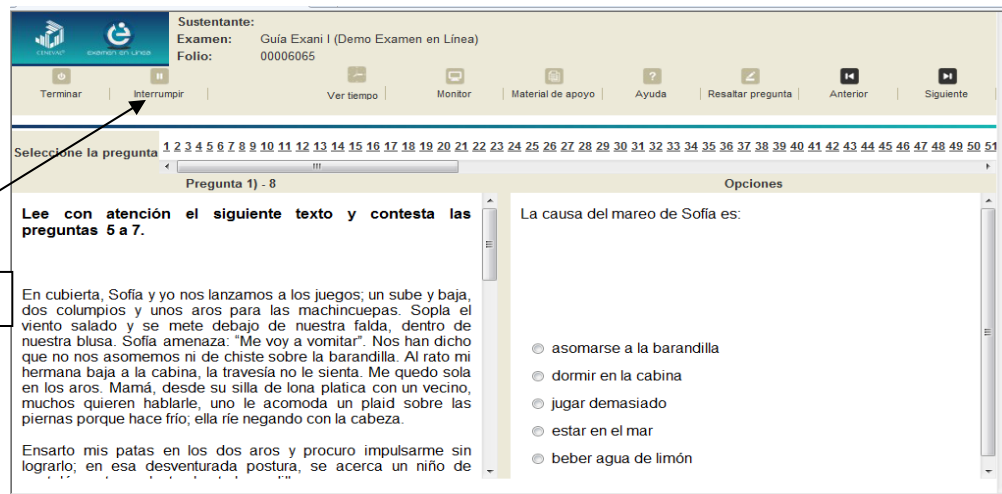 Sustentante:
Examen: Guía Exani I (Demo Examen en Línea)
Folio: 00006065
CENEVAL®
examen en Línea
Terminar | Interrumpir | Ver tiempo | Monitor | Material de apoyo | Ayuda | Resaltar pregunta | Anterior | Siguiente
Seleccione la pregunta 1 2 3 4 5 6 7 8 9 10 11 12 13 14 15 16 17 18 19 20 21 22 23 24 25 26 27 28 29 30 31 32 33 34 35 36 37 38 39 40 41 42 43 44 45 46 47 48 49 50 51
Pregunta 1) - 8
Lee con atención el siguiente texto y contesta las
preguntas 5 a 7.
En cubierta, Sofía y yo nos lanzamos a los juegos; un sube y baja,
dos columpios y unos aros para las machincuepas. Sopla el
viento salado y se mete debajo de nuestra falda, dentro de
nuestra blusa. Sofía amenaza: “Me voy a vomitar”. Nos han dicho
que no nos asomemos ni de chiste sobre la barandilla. Al rato mi
hermana baja a la cabina, la travesía no le sienta. Me quedo sola
en los aros. Mamá, desde su silla de lona platica con un vecino,
muchos quieren hablarle, uno le acomoda un plaid sobre las
piernas porque hace frío; ella ríe negando con la cabeza.
Ensarto mis patas en los dos aros y procuro impulsarme sin
lograrlo; en esa desventurada postura, se acerca un niño de
Opciones
La causa del mareo de Sofía es:
asomarse a la barandilla
dormir en la cabina
jugar demasiado
estar en el mar
beber agua de limón